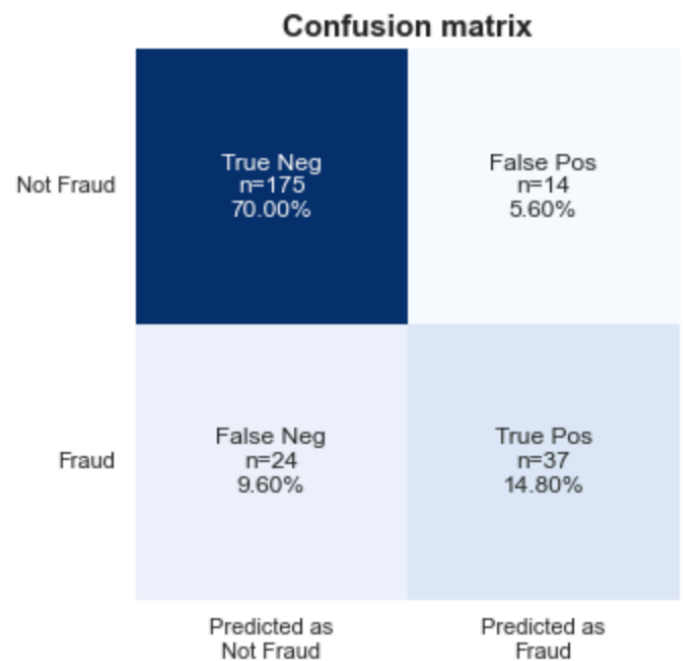 Confusion matrix
Not Fraud
True Neg
n=175
70.00%
False Pos
n=14
5.60%
Fraud
False Neg
n=24
9.60%
True Pos
n=37
14.80%
Predicted as
Not Fraud
Predicted as
Fraud